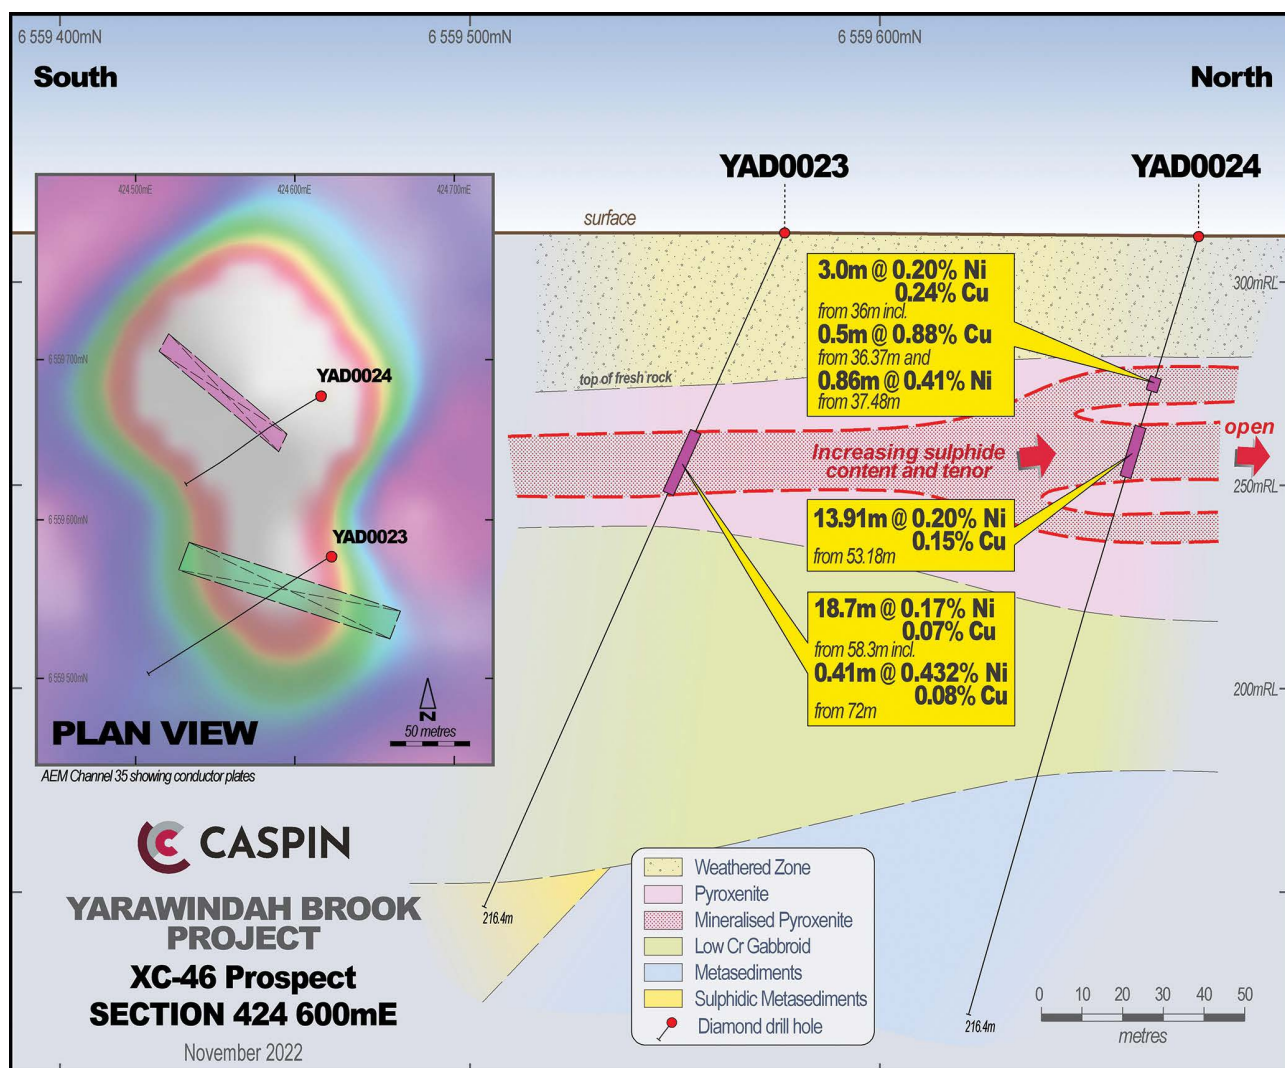 6 559 400mN
6 559 500mN
6 559 600mN
South
North
YAD0023
YAD0024
surface
300mRL
top of fresh rock
3.0m @ 0.20% Ni
0.24% Cu
from 36m incl.
0.5m @ 0.88% Cu
from 36.37m and
0.86m @ 0.41% Ni
from 37.48m
Increasing sulphide
content and tenor
open
250mRL
13.91m @ 0.20% Ni
0.15% Cu
from 53.18m
18.7m @ 0.17% Ni
0.07% Cu
from 58.3m incl.
0.41m @ 0.432% Ni
0.08% Cu
from 72m
200mRL
216.4m
216.4m
424 500mE
424 600mE
424 700mE
6 559 700mN
YAD0024
6 559 600mN
YAD0023
6 559 500mN
N
50 metres
PLAN VIEW
AEM Channel 35 showing conductor plates
CASPIN
YARAWINDAH BROOK
PROJECT
XC-46 Prospect
SECTION 424 600mE
November 2022
Weathered Zone
Pyroxenite
Mineralised Pyroxenite
Low Cr Gabbroid
Metasediments
Sulphidic Metasediments
Diamond drill hole
0 10 20 30 40 50
metres